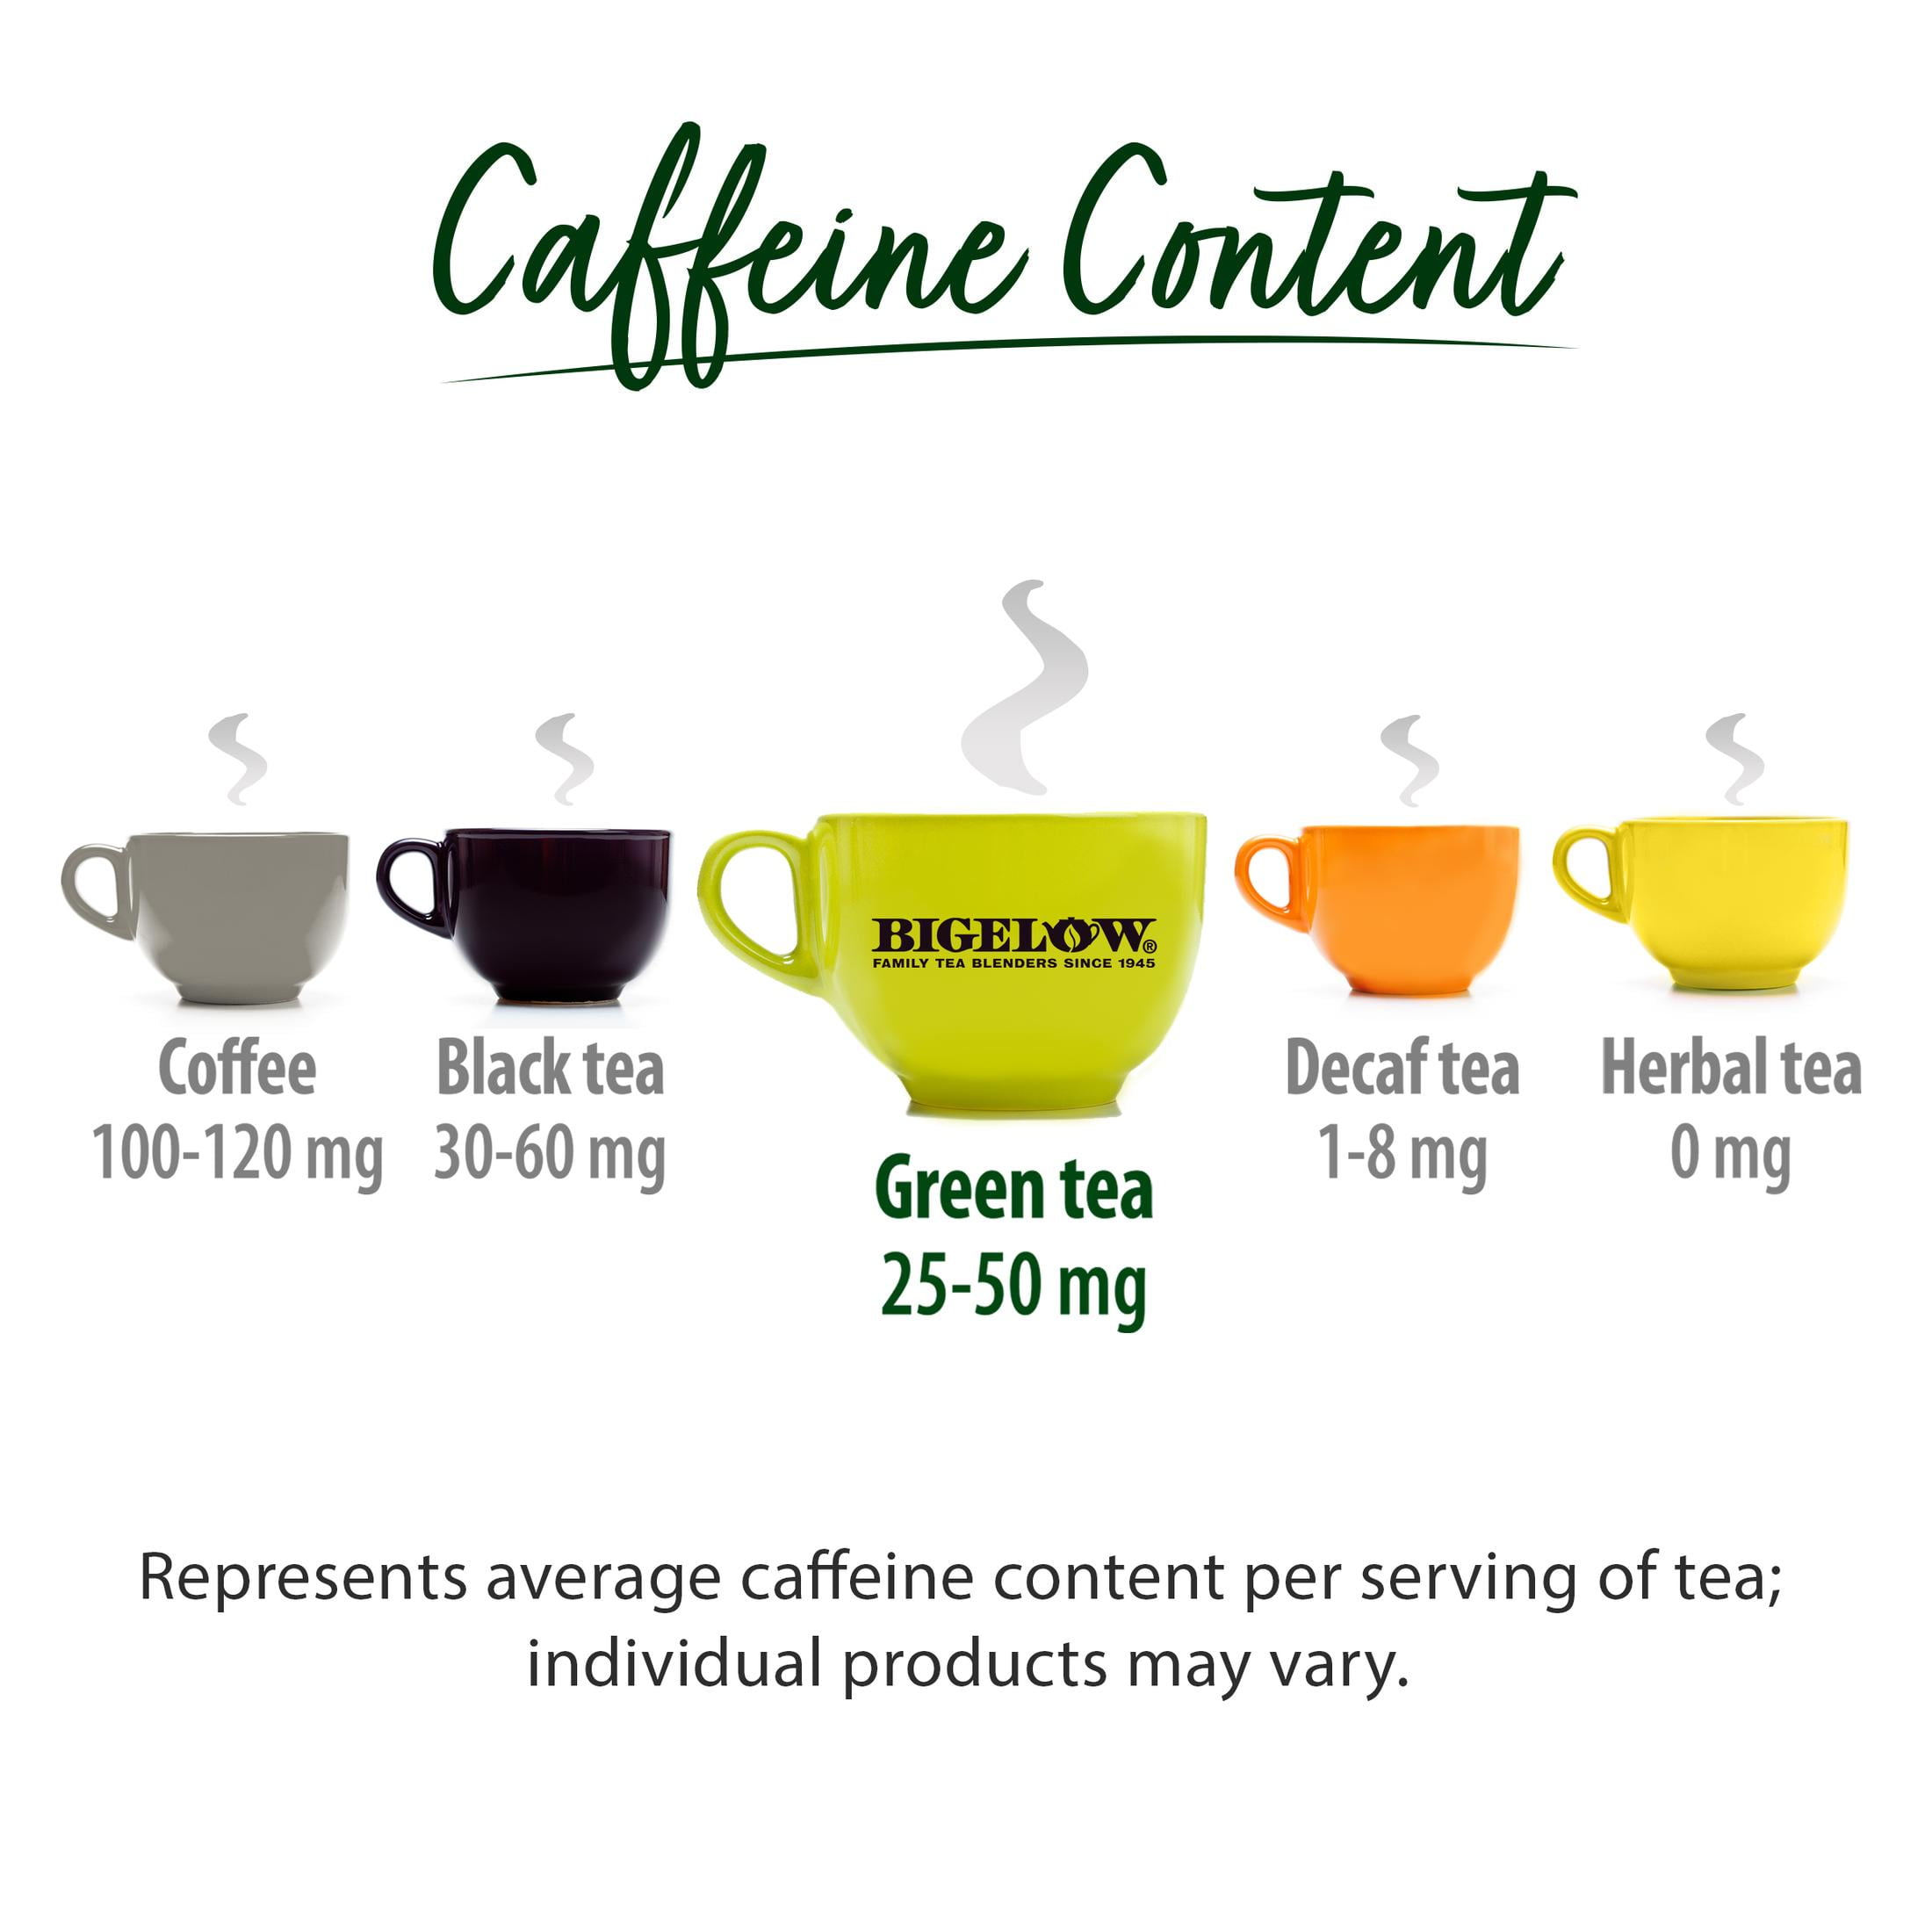 Caffeine Content
BIGELOW®
FAMILY TEA BLENDERS SINCE 1945
Coffee
100-120 mg
Black tea
30-60 mg
Green tea
25-50 mg
Decaf tea
1-8 mg
Herbal tea
0 mg
Represents average caffeine content per serving of tea;
individual products may vary.